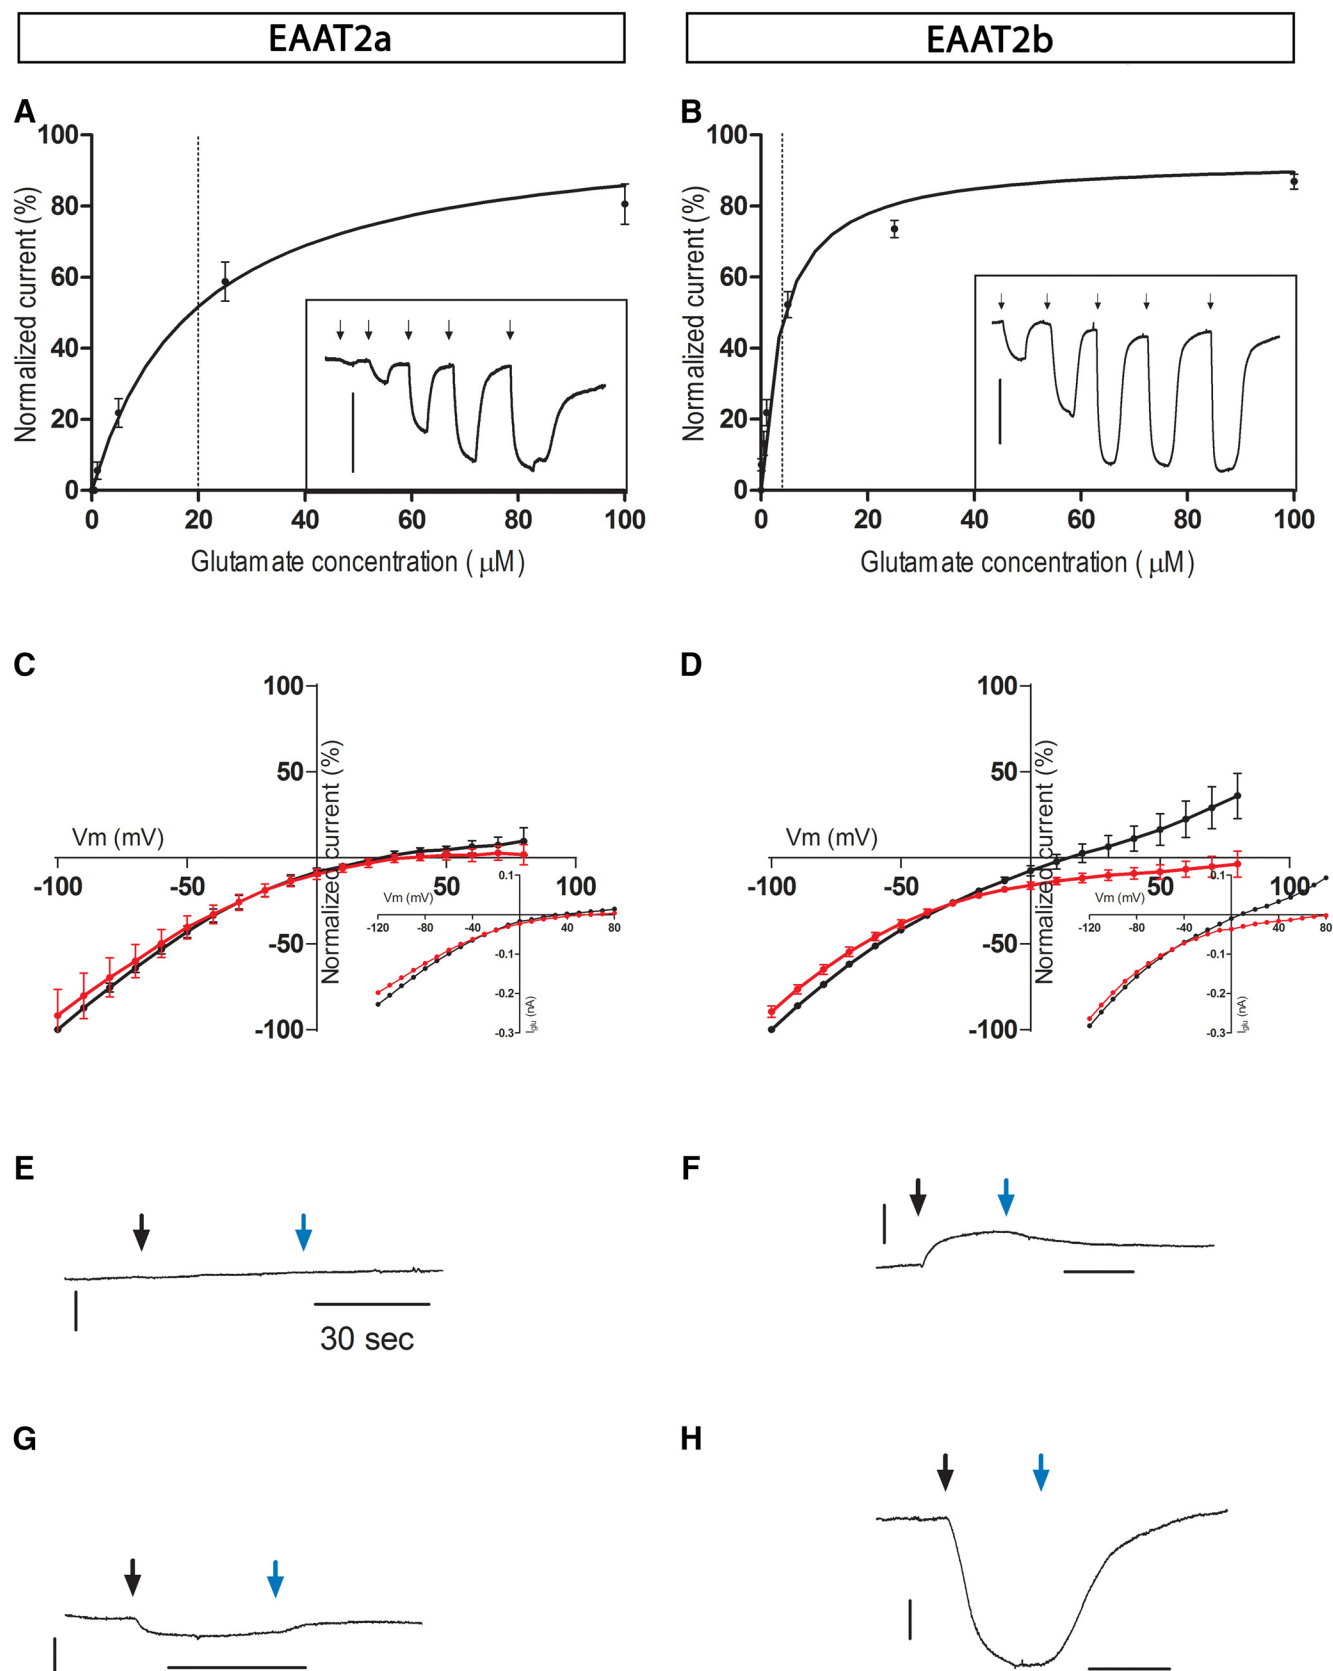 EAAT2a
EAAT2b
A
100
80
60
40
20
0
Normalized current (%)
0 20 40 60 80 100
Glutamate concentration ( μM)
B
100
80
60
40
20
0
Normalized current (%)
0 20 40 60 80 100
Glutamate concentration ( μM)
C
100
50
-50
-100
Normalized current (%)
Vm (mV)
-100 -50 50 100
0.1
-0.1
-0.2
-0.3
Vm (mV)
-120 -80 -40 40 80
Iglu (nA)
D
100
50
-50
-100
Normalized current (%)
Vm (mV)
-100 -50 50 100
0.1
-0.1
-0.2
-0.3
Vm (mV)
-120 -80 -40 40 80
Iglu (nA)
E
30 sec
F
G
H